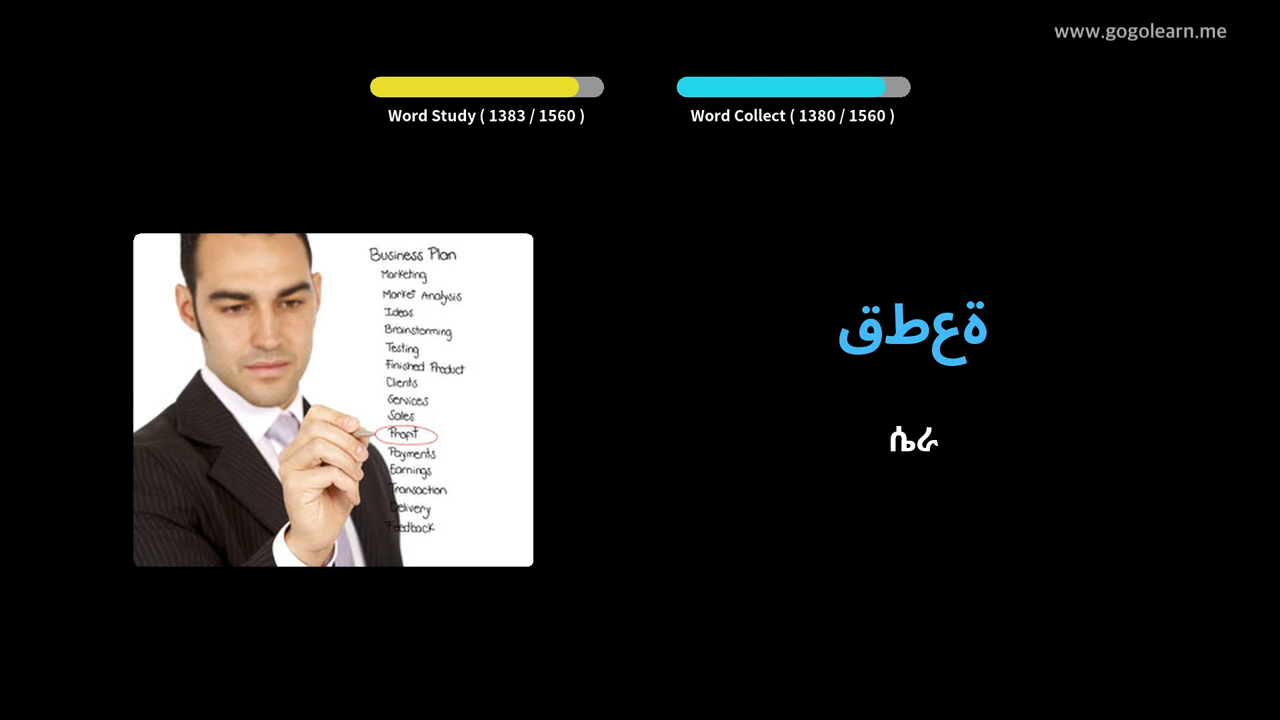 www.gogolearn.me
Word Study ( 1383 / 1560 )
Word Collect ( 1380 / 1560 )
Business Plan
Marketing
Market Analysis
Ideas
Brainstorming
Testing
Finished Product
Clients
Services
Sales
Profit
Payments
Earnings
Transaction
Delivery
Feedback
قطعة
ሴራ